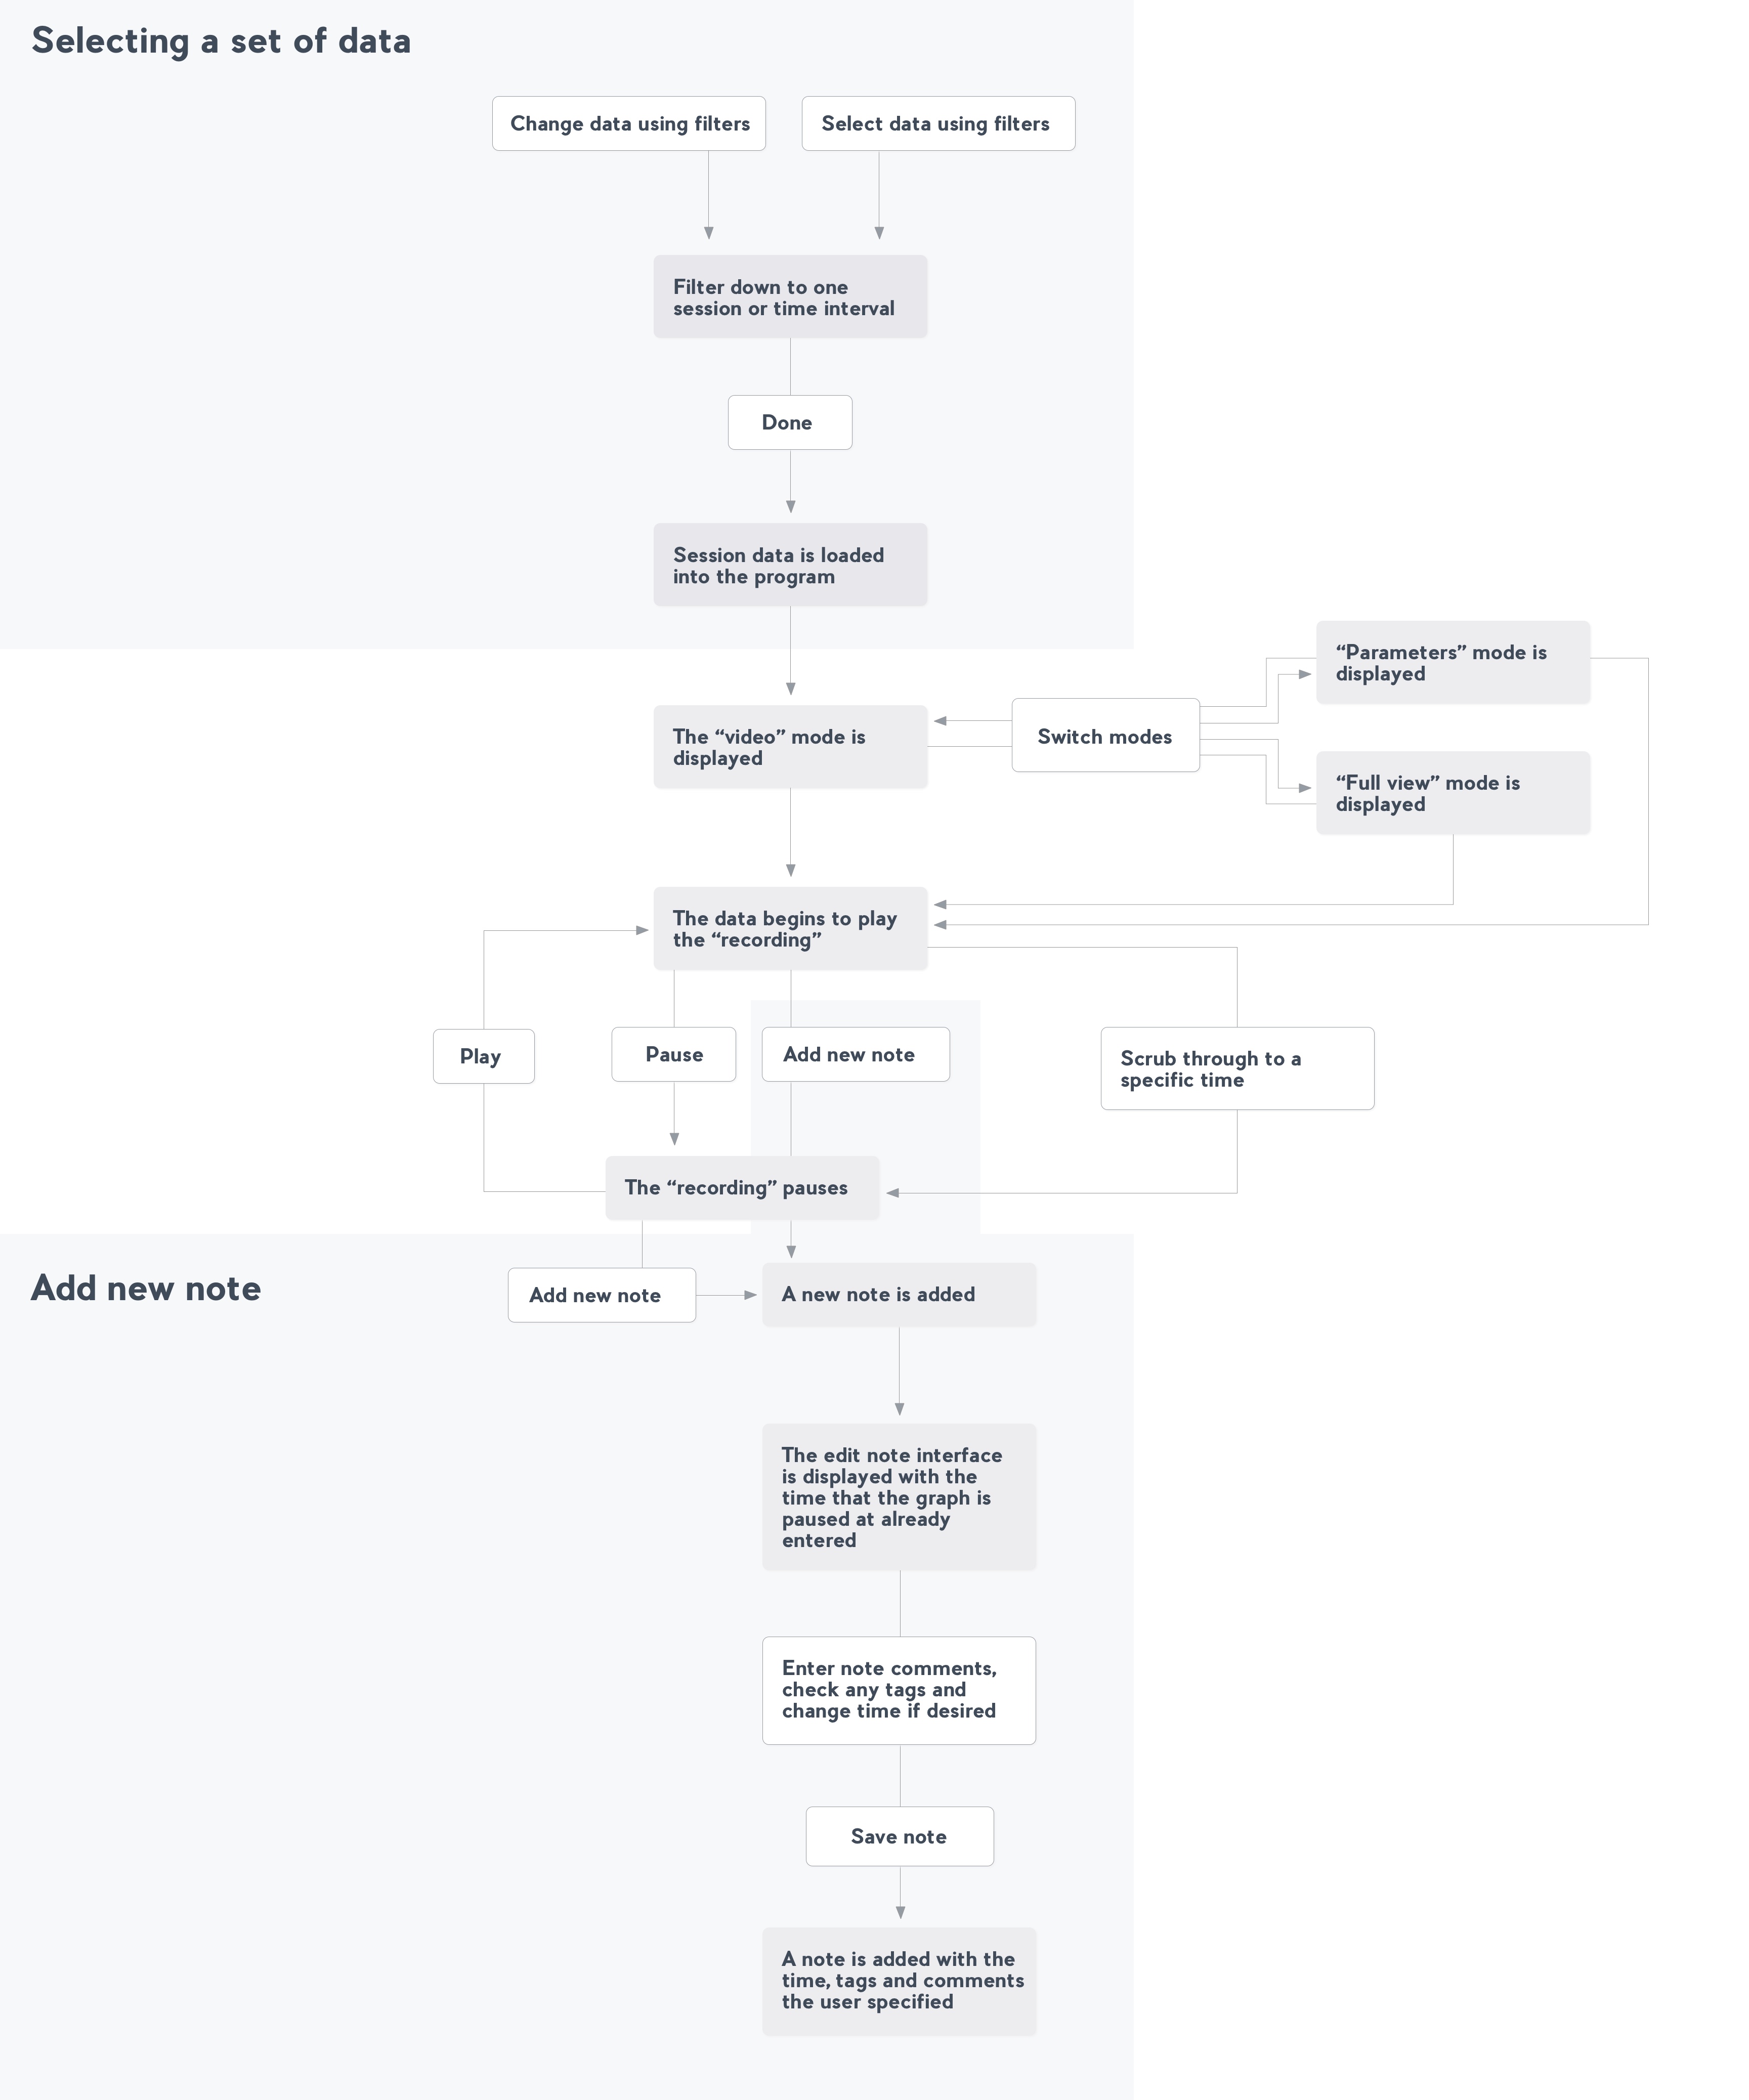 Selecting a set of data
Change data using filters
Select data using filters
Filter down to one
session or time interval
Done
Session data is loaded
into the program
“Parameters” mode is
displayed
The “video” mode is
displayed
Switch modes
“Full view” mode is
displayed
The data begins to play
the “recording”
Play
Pause
Add new note
Scrub through to a
specific time
The “recording” pauses
Add new note
Add new note
A new note is added
The edit note interface
is displayed with the
time that the graph is
paused at already
entered
Enter note comments,
check any tags and
change time if desired
Save note
A note is added with the
time, tags and comments
the user specified